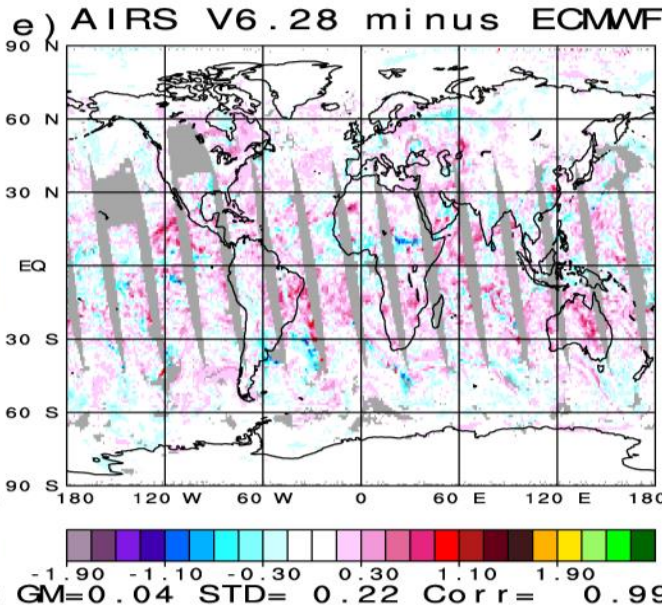 e) AIRS V6.28 minus ECMWF
90 N
60 N
30 N
EQ
30 S
60 S
90 S
180 120 W 60 W 0 60 E 120 E 180
-1.90 -1.10 -0.30 0.30 1.10 1.90
GM=0.04 STD= 0.22 Corr= 0.99